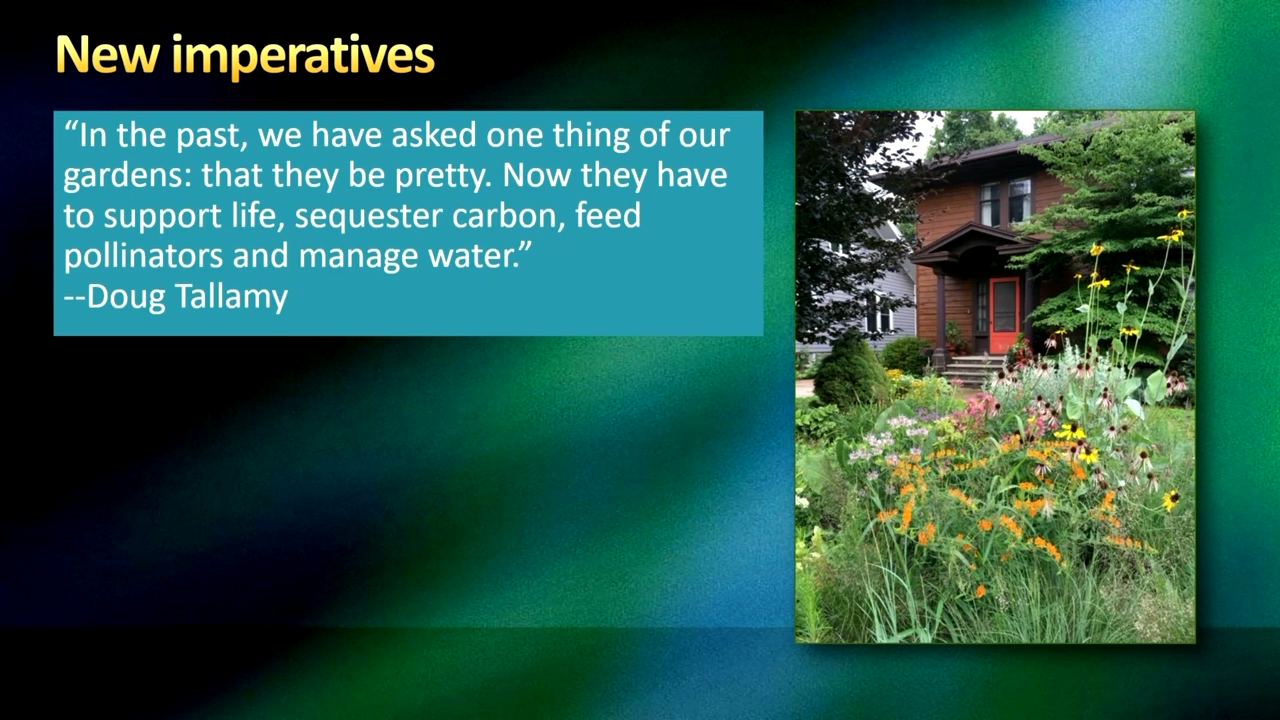 New imperatives
“In the past, we have asked one thing of our
gardens: that they be pretty. Now they have
to support life, sequester carbon, feed
pollinators and manage water.”
--Doug Tallamy